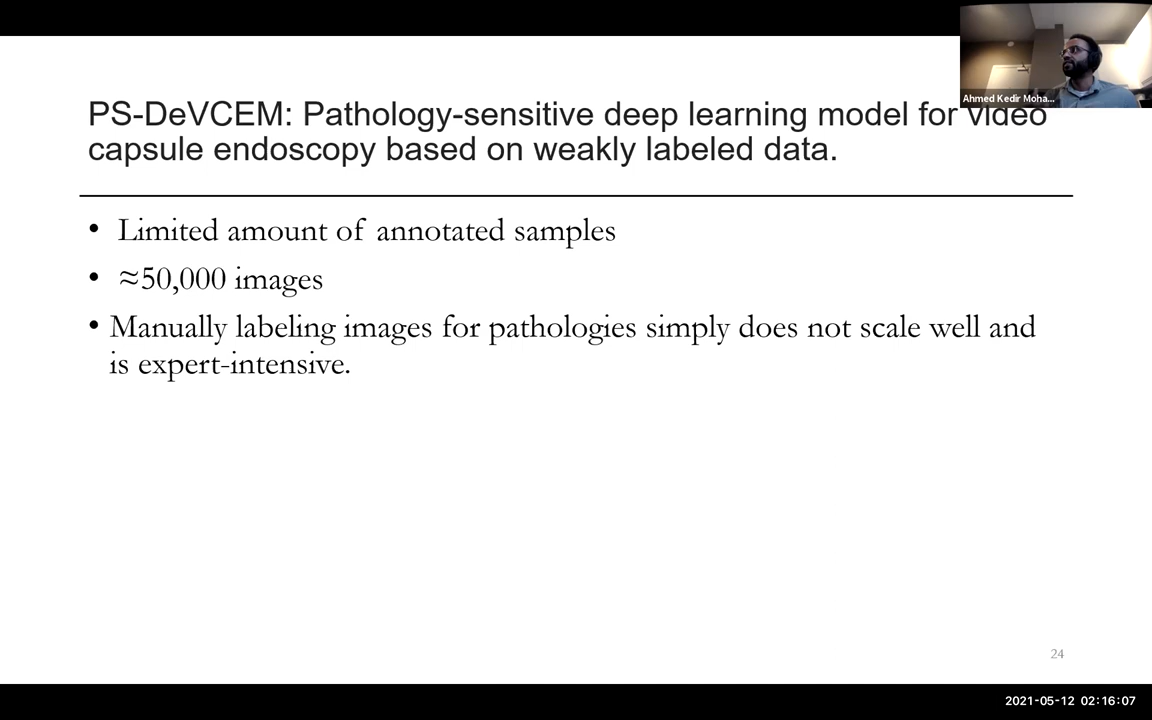 Ahmed Kedir Moha...
PS-DeVCEM: Pathology-sensitive deep learning model for video
capsule endoscopy based on weakly labeled data.
• Limited amount of annotated samples
• ≈50,000 images
• Manually labeling images for pathologies simply does not scale well and
is expert-intensive.
24
2021-05-12 02:16:07